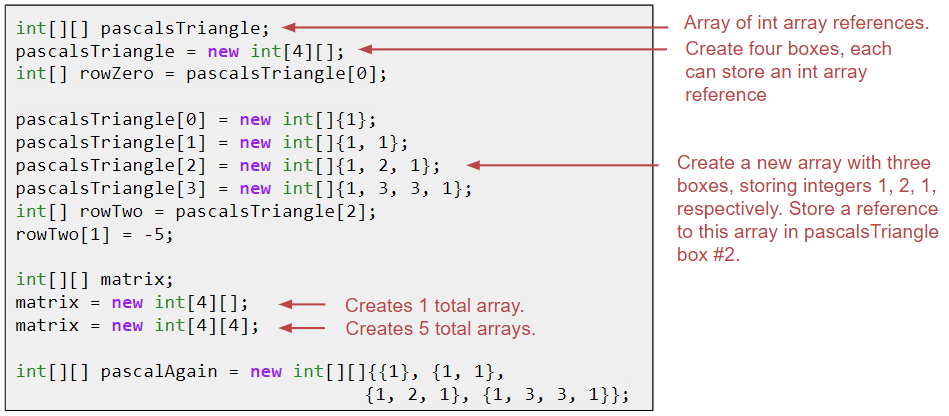 int[][] pascalsTriangle;
Array of int array references.
pascalsTriangle = new int[4][];
Create four boxes, each
can store an int array
reference
int[] rowZero = pascalsTriangle[0];
pascalsTriangle[0] = new int[]{1};
pascalsTriangle[1] = new int[]{1, 1};
pascalsTriangle[2] = new int[]{1, 2, 1};
Create a new array with three
boxes, storing integers 1, 2, 1,
respectively. Store a reference
to this array in pascalsTriangle
box #2.
pascalsTriangle[3] = new int[]{1, 3, 3, 1};
int[] rowTwo = pascalsTriangle[2];
rowTwo[1] = -5;
int[][] matrix;
matrix = new int[4][];
Creates 1 total array.
matrix = new int[4][4];
Creates 5 total arrays.
int[][] pascalAgain = new int[][]{{1}, {1, 1},
{1, 2, 1}, {1, 3, 3, 1}};